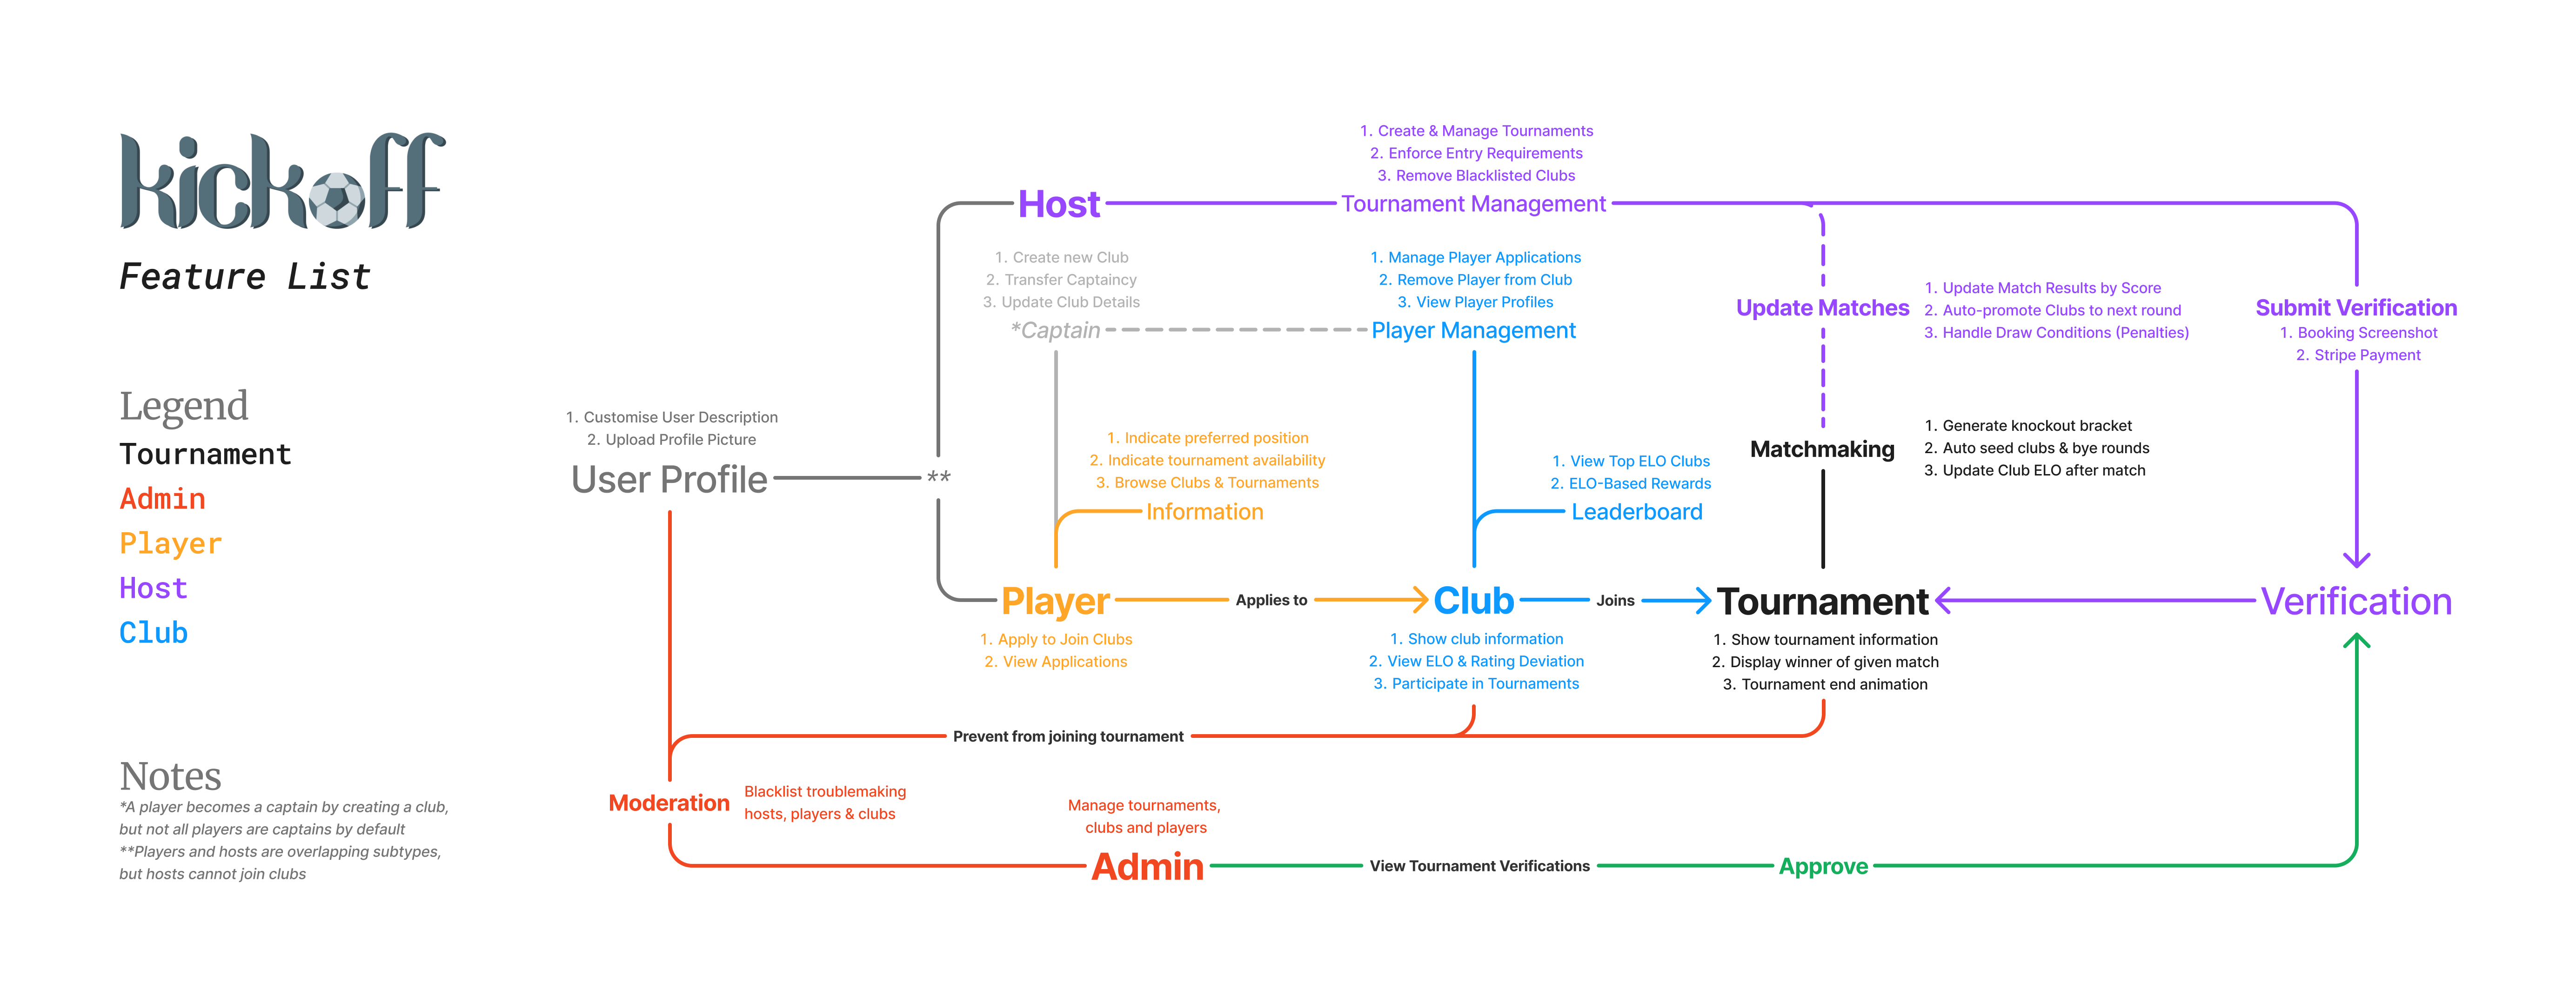 kickoff
Feature List
Legend
Tournament
Admin
Player
Host
Club
Notes
*A player becomes a captain by creating a club,
but not all players are captains by default
**Players and hosts are overlapping subtypes,
but hosts cannot join clubs
1. Customise User Description
2. Upload Profile Picture
User Profile
**
Host
1. Create & Manage Tournaments
2. Enforce Entry Requirements
3. Remove Blacklisted Clubs
Tournament Management
1. Create new Club
2. Transfer Captaincy
3. Update Club Details
*Captain
1. Manage Player Applications
2. Remove Player from Club
3. View Player Profiles
Player Management
Update Matches
1. Update Match Results by Score
2. Auto-promote Clubs to next round
3. Handle Draw Conditions (Penalties)
Submit Verification
1. Booking Screenshot
2. Stripe Payment
1. Indicate preferred position
2. Indicate tournament availability
3. Browse Clubs & Tournaments
Information
1. View Top ELO Clubs
2. ELO-Based Rewards
Leaderboard
Matchmaking
1. Generate knockout bracket
2. Auto seed clubs & bye rounds
3. Update Club ELO after match
Player
1. Apply to Join Clubs
2. View Applications
Applies to
Club
1. Show club information
2. View ELO & Rating Deviation
3. Participate in Tournaments
Joins
Tournament
1. Show tournament information
2. Display winner of given match
3. Tournament end animation
Verification
Prevent from joining tournament
Moderation
Blacklist troublemaking
hosts, players & clubs
Manage tournaments,
clubs and players
Admin
View Tournament Verifications
Approve